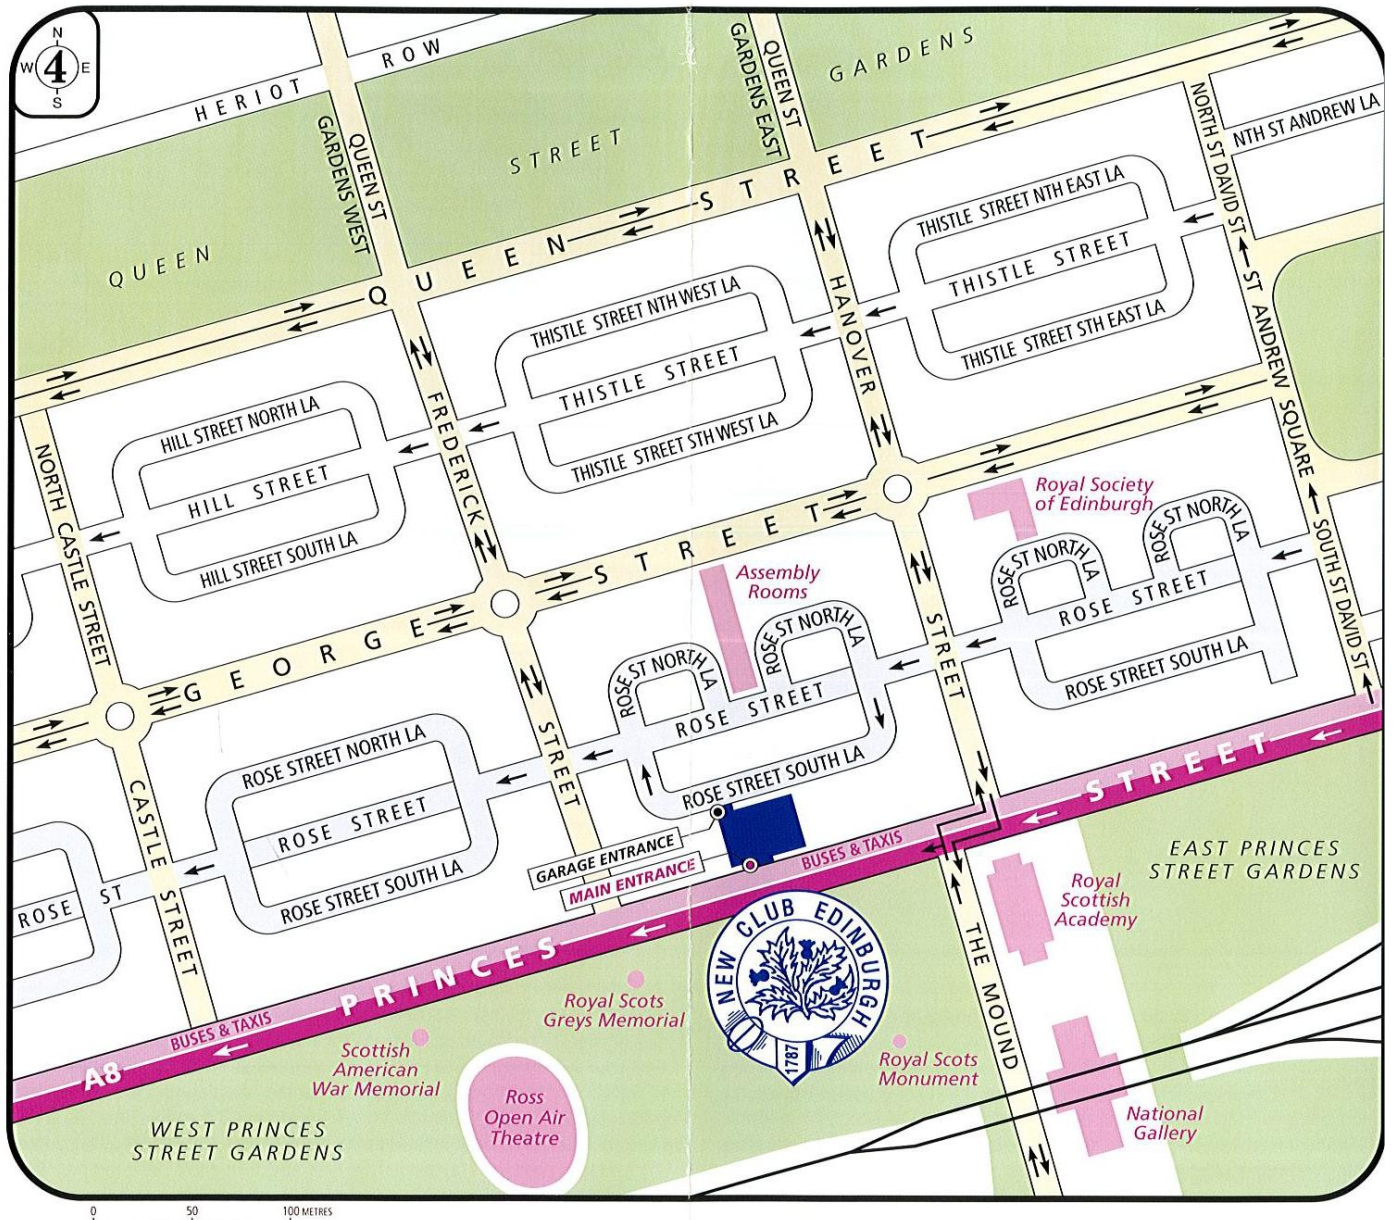 N
W 4 E
S
HERIOT ROW
QUEEN ST
GARDENS WEST
QUEEN ST
GARDENS EAST
QUEEN STREET GARDENS
QUEEN STREET
NORTH ST DAVID ST
NTH ST ANDREW LA
THISTLE STREET NTH EAST LA
THISTLE STREET
THISTLE STREET STH EAST LA
ST ANDREW SQUARE
HANOVER STREET
THISTLE STREET NTH WEST LA
THISTLE STREET
THISTLE STREET STH WEST LA
FREDERICK STREET
HILL STREET NORTH LA
HILL STREET
HILL STREET SOUTH LA
NORTH CASTLE STREET
GEORGE STREET
Royal Society
of Edinburgh
Assembly
Rooms
ROSE ST NORTH LA
ROSE ST NORTH LA
ROSE STREET
ROSE STREET SOUTH LA
SOUTH ST DAVID ST
ROSE ST NORTH LA
ROSE ST NORTH LA
ROSE STREET
ROSE STREET SOUTH LA
ROSE STREET NORTH LA
ROSE STREET
ROSE STREET SOUTH LA
CASTLE STREET
ROSE ST
GARAGE ENTRANCE
MAIN ENTRANCE
BUSES & TAXIS
PRINCES STREET
BUSES & TAXIS
A8
EAST PRINCES
STREET GARDENS
Royal
Scottish
Academy
THE MOUND
NEW CLUB EDINBURGH
1787
Royal Scots
Greys Memorial
Scottish
American
War Memorial
Ross
Open Air
Theatre
Royal Scots
Monument
National
Gallery
WEST PRINCES
STREET GARDENS
0 50 100 METRES